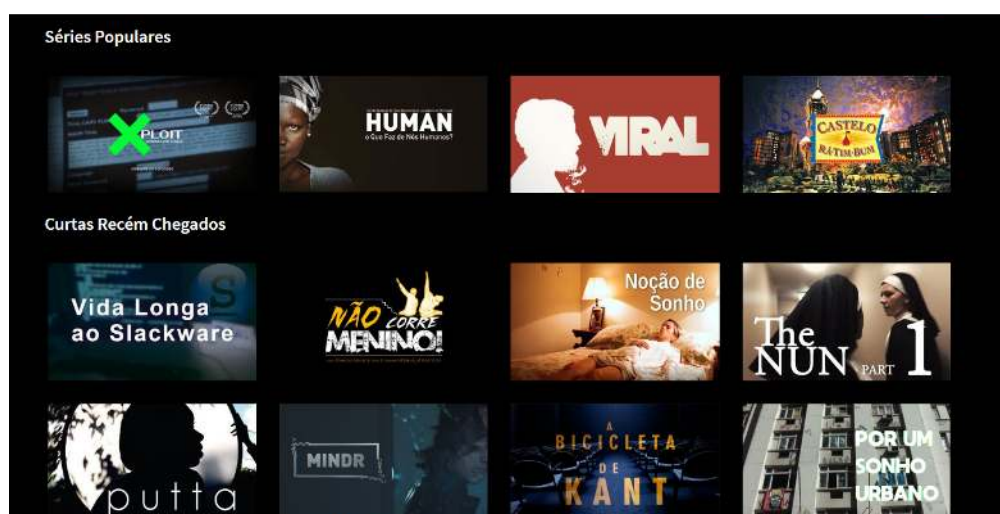 Séries Populares
XPLOIT
HUMAN
o Que Faz de Nós Humanos?
VIRAL
CASTELO
RÁ-TIM-BUM
Curtas Recém Chegados
Vida Longa
ao Slackware
S
NÃO CORRE
MENINO!
Noção de
Sonho
The
NUN PART 1
putta
MINDR
A
BICICLETA
DE
KANT
POR UM
SONHO
URBANO